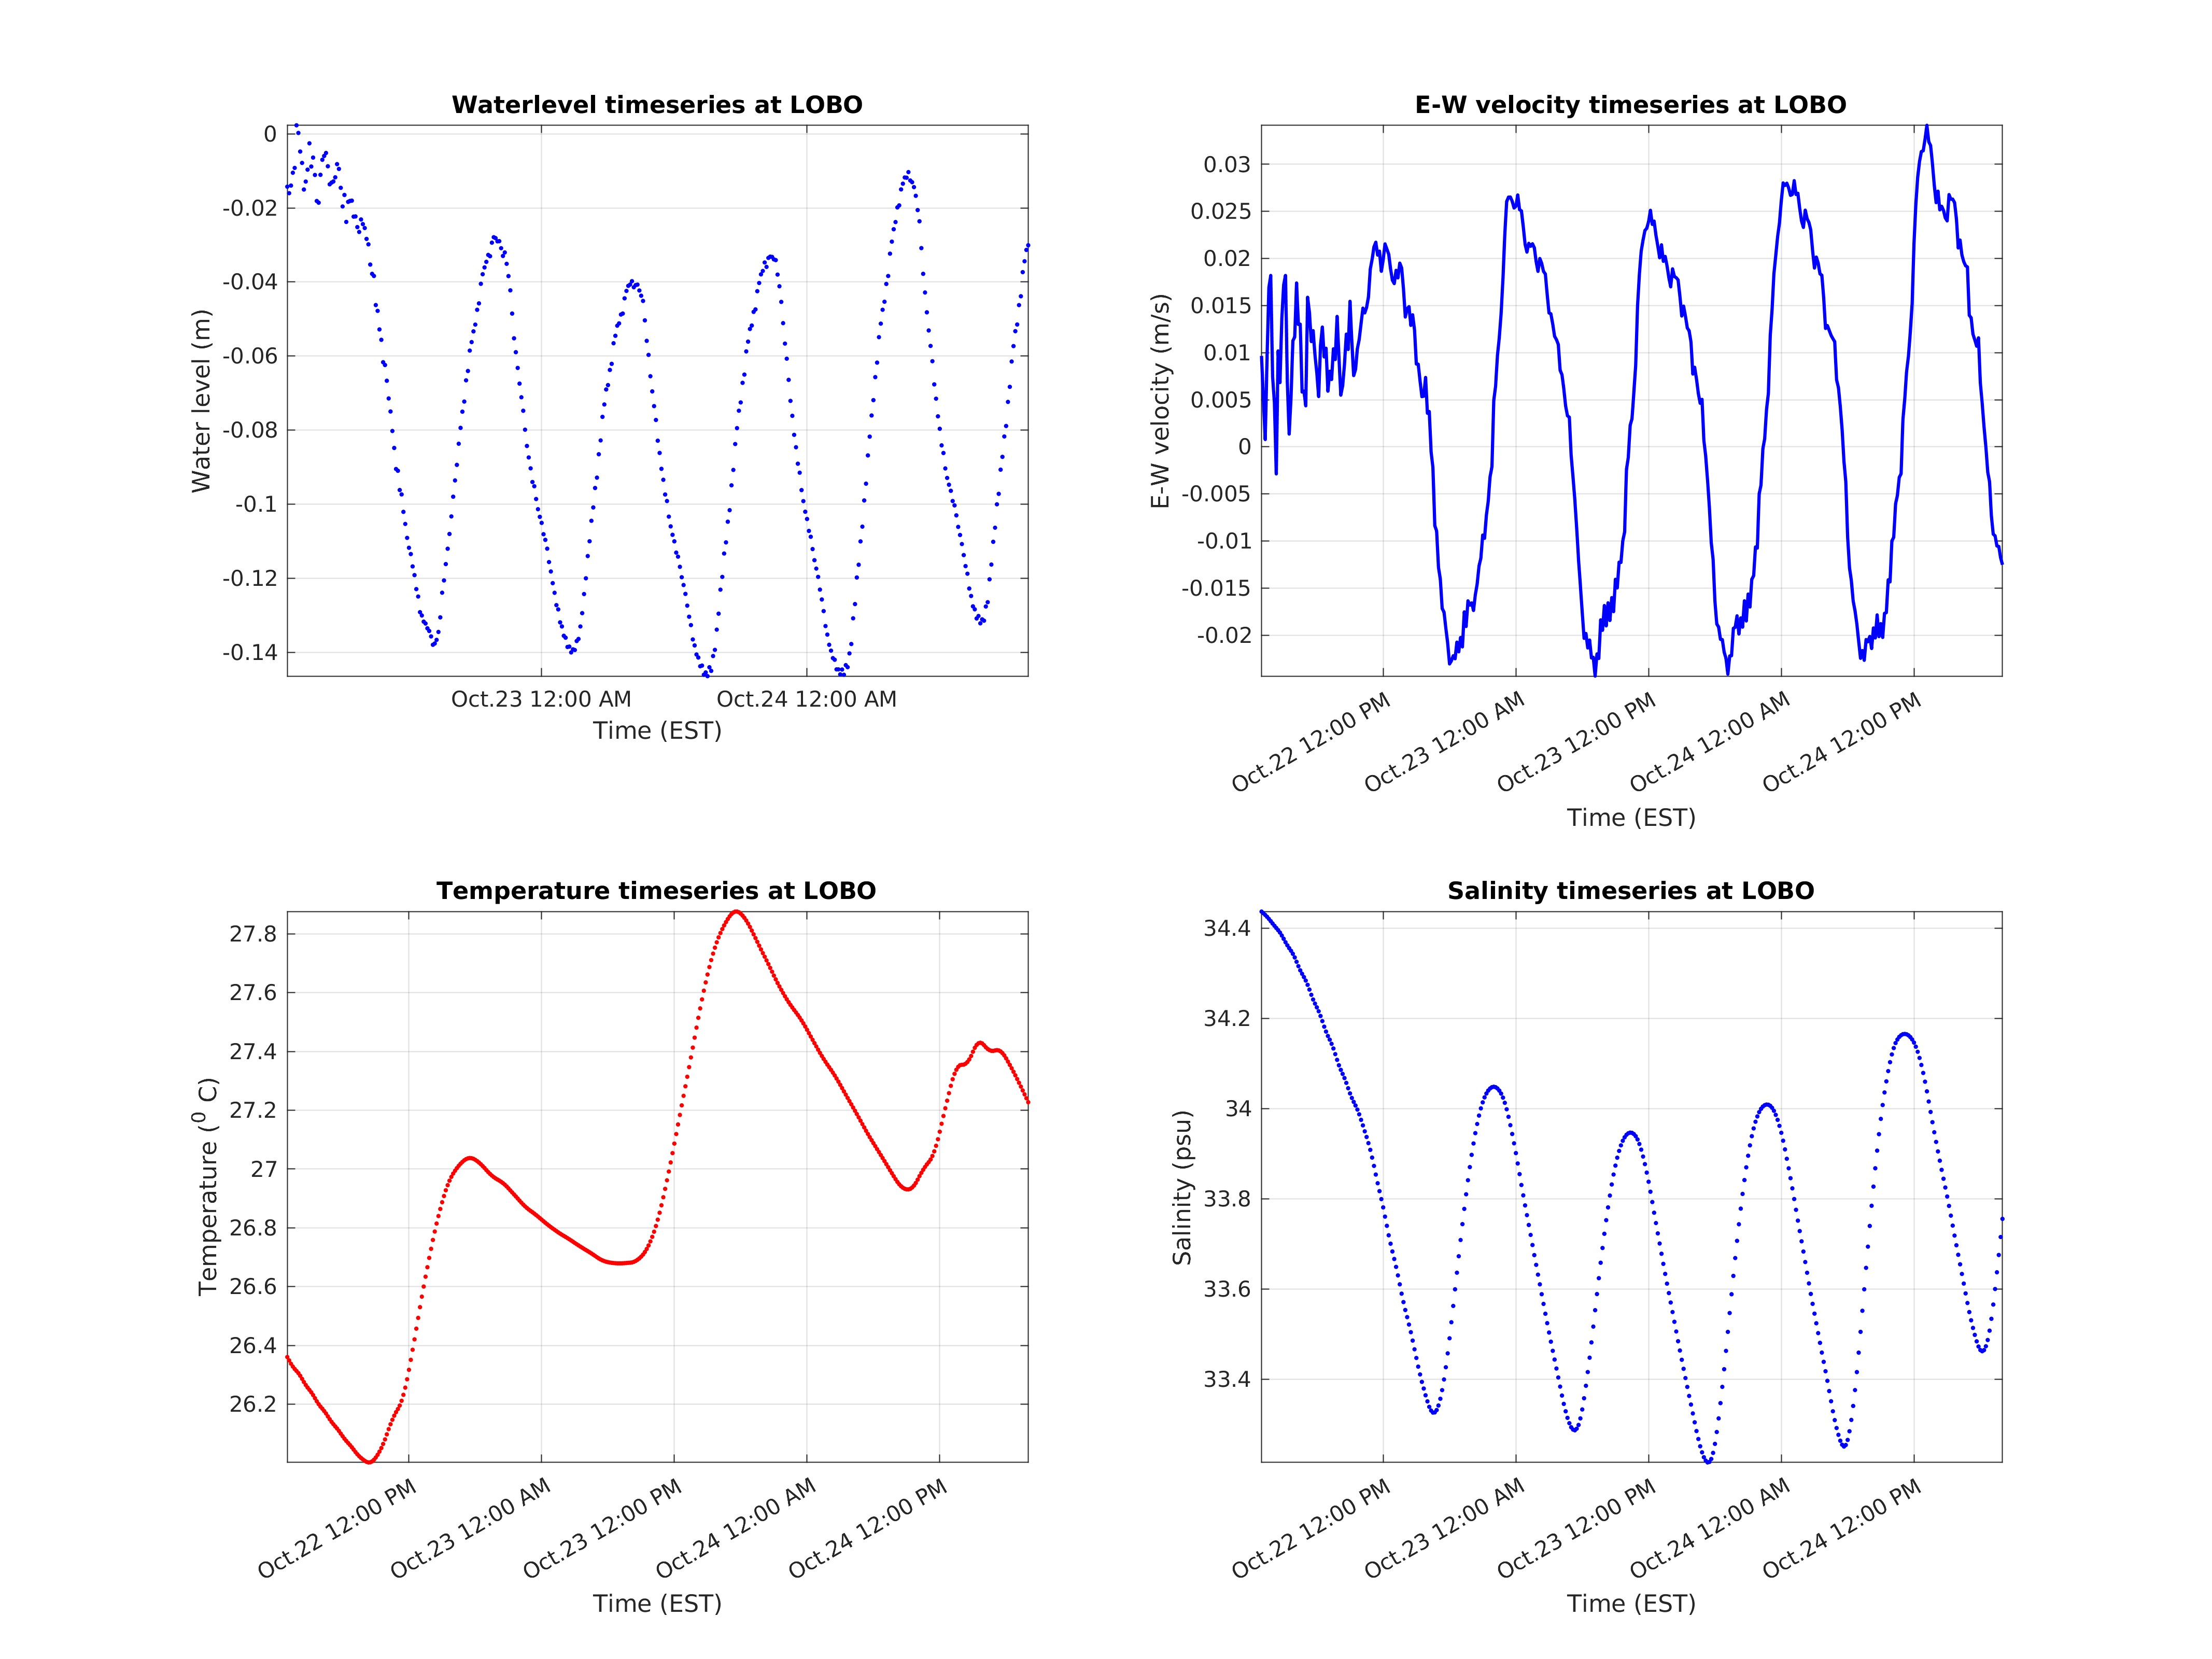 Waterlevel timeseries at LOBO
0
-0.02
-0.04
-0.06
-0.08
-0.1
-0.12
-0.14
Water level (m)
Oct.23 12:00 AM
Oct.24 12:00 AM
Time (EST)
E-W velocity timeseries at LOBO
0.03
0.025
0.02
0.015
0.01
0.005
0
-0.005
-0.01
-0.015
-0.02
E-W velocity (m/s)
Oct.22 12:00 PM
Oct.23 12:00 AM
Oct.23 12:00 PM
Oct.24 12:00 AM
Oct.24 12:00 PM
Time (EST)
Temperature timeseries at LOBO
27.8
27.6
27.4
27.2
27
26.8
26.6
26.4
26.2
Temperature (⁰ C)
Oct.22 12:00 PM
Oct.23 12:00 AM
Oct.23 12:00 PM
Oct.24 12:00 AM
Oct.24 12:00 PM
Time (EST)
Salinity timeseries at LOBO
34.4
34.2
34
33.8
33.6
33.4
Salinity (psu)
Oct.22 12:00 PM
Oct.23 12:00 AM
Oct.23 12:00 PM
Oct.24 12:00 AM
Oct.24 12:00 PM
Time (EST)